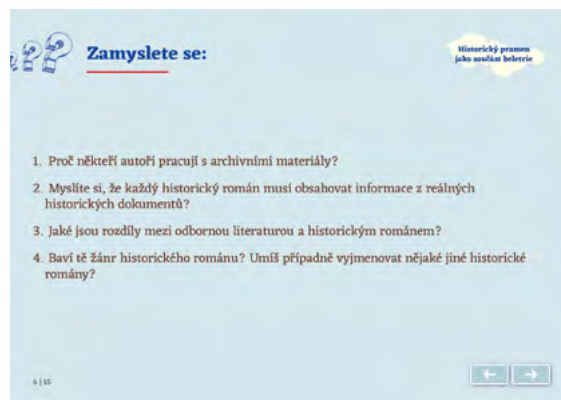 Zamyslete se:
Historický pramen
jako součást beletrie
1. Proč někteří autoři pracují s archivními materiály?
2. Myslíte si, že každý historický román musí obsahovat informace z reálných
historických dokumentů?
3. Jaké jsou rozdíly mezi odbornou literaturou a historickým románem?
4. Baví tě žánr historického románu? Umíš případně vyjmenovat nějaké jiné historické
romány?
6 | 15